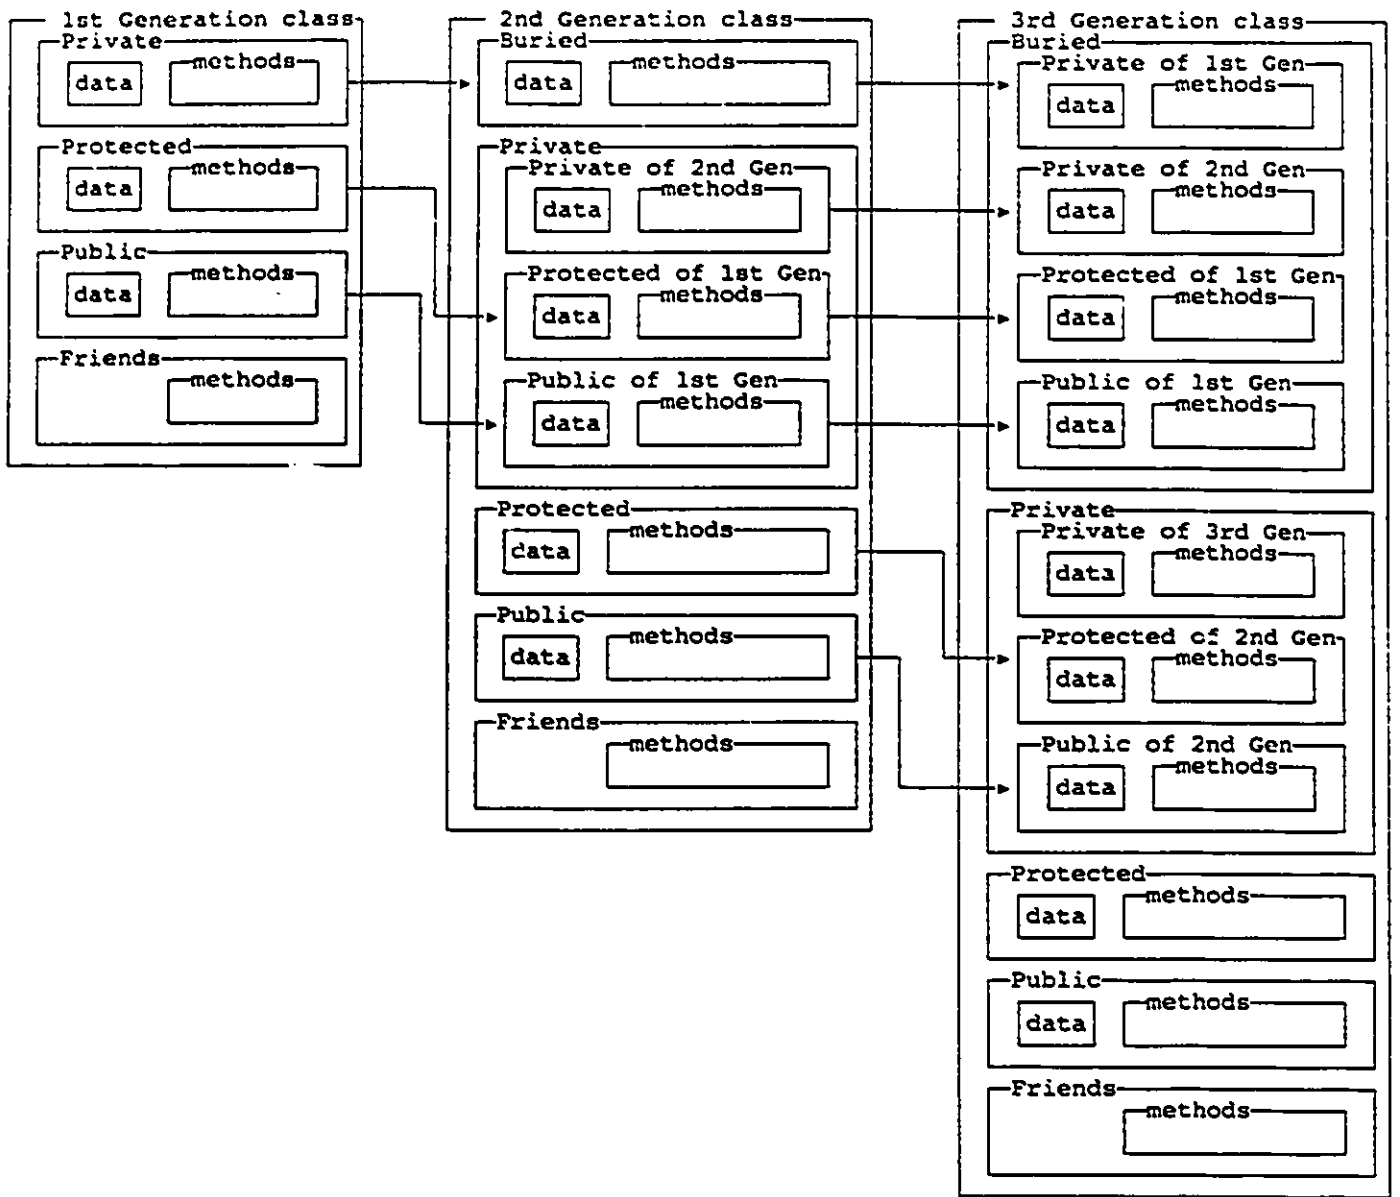 1st Generation class
Private
methods
data
Protected
methods
data
Public
methods
data
Friends
methods
2nd Generation class
Buried
methods
data
Private
Private of 2nd Gen
methods
data
Protected of 1st Gen
methods
data
Public of 1st Gen
methods
data
Protected
methods
data
Public
methods
data
Friends
methods
3rd Generation class
Buried
Private of 1st Gen
methods
data
Private of 2nd Gen
methods
data
Protected of 1st Gen
methods
data
Public of 1st Gen
methods
data
Private
Private of 3rd Gen
methods
data
Protected of 2nd Gen
methods
data
Public of 2nd Gen
methods
data
Protected
methods
data
Public
methods
data
Friends
methods